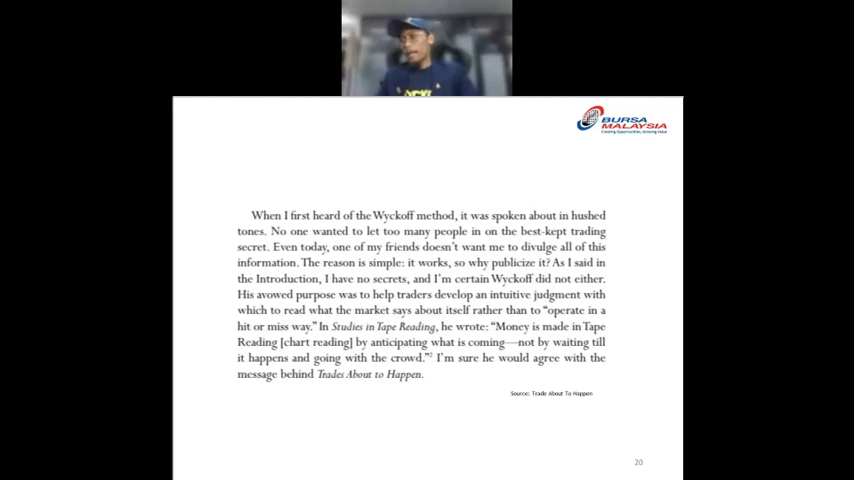 BURSA
MALAYSIA
When I first heard of the Wyckoff method, it was spoken about in hushed
tones. No one wanted to let too many people in on the best-kept trading
secret. Even today, one of my friends doesn't want me to divulge all of this
information. The reason is simple: it works, so why publicize it? As I said in
the Introduction, I have no secrets, and I'm certain Wyckoff did not either.
His avowed purpose was to help traders develop an intuitive judgment with
which to read what the market says about itself rather than to “operate in a
hit or miss way.” In Studies in Tape Reading, he wrote: “Money is made in Tape
Reading [chart reading] by anticipating what is coming—not by waiting till
it happens and going with the crowd.”² I'm sure he would agree with the
message behind Trades About to Happen.
Source: Trade About To Happen
20